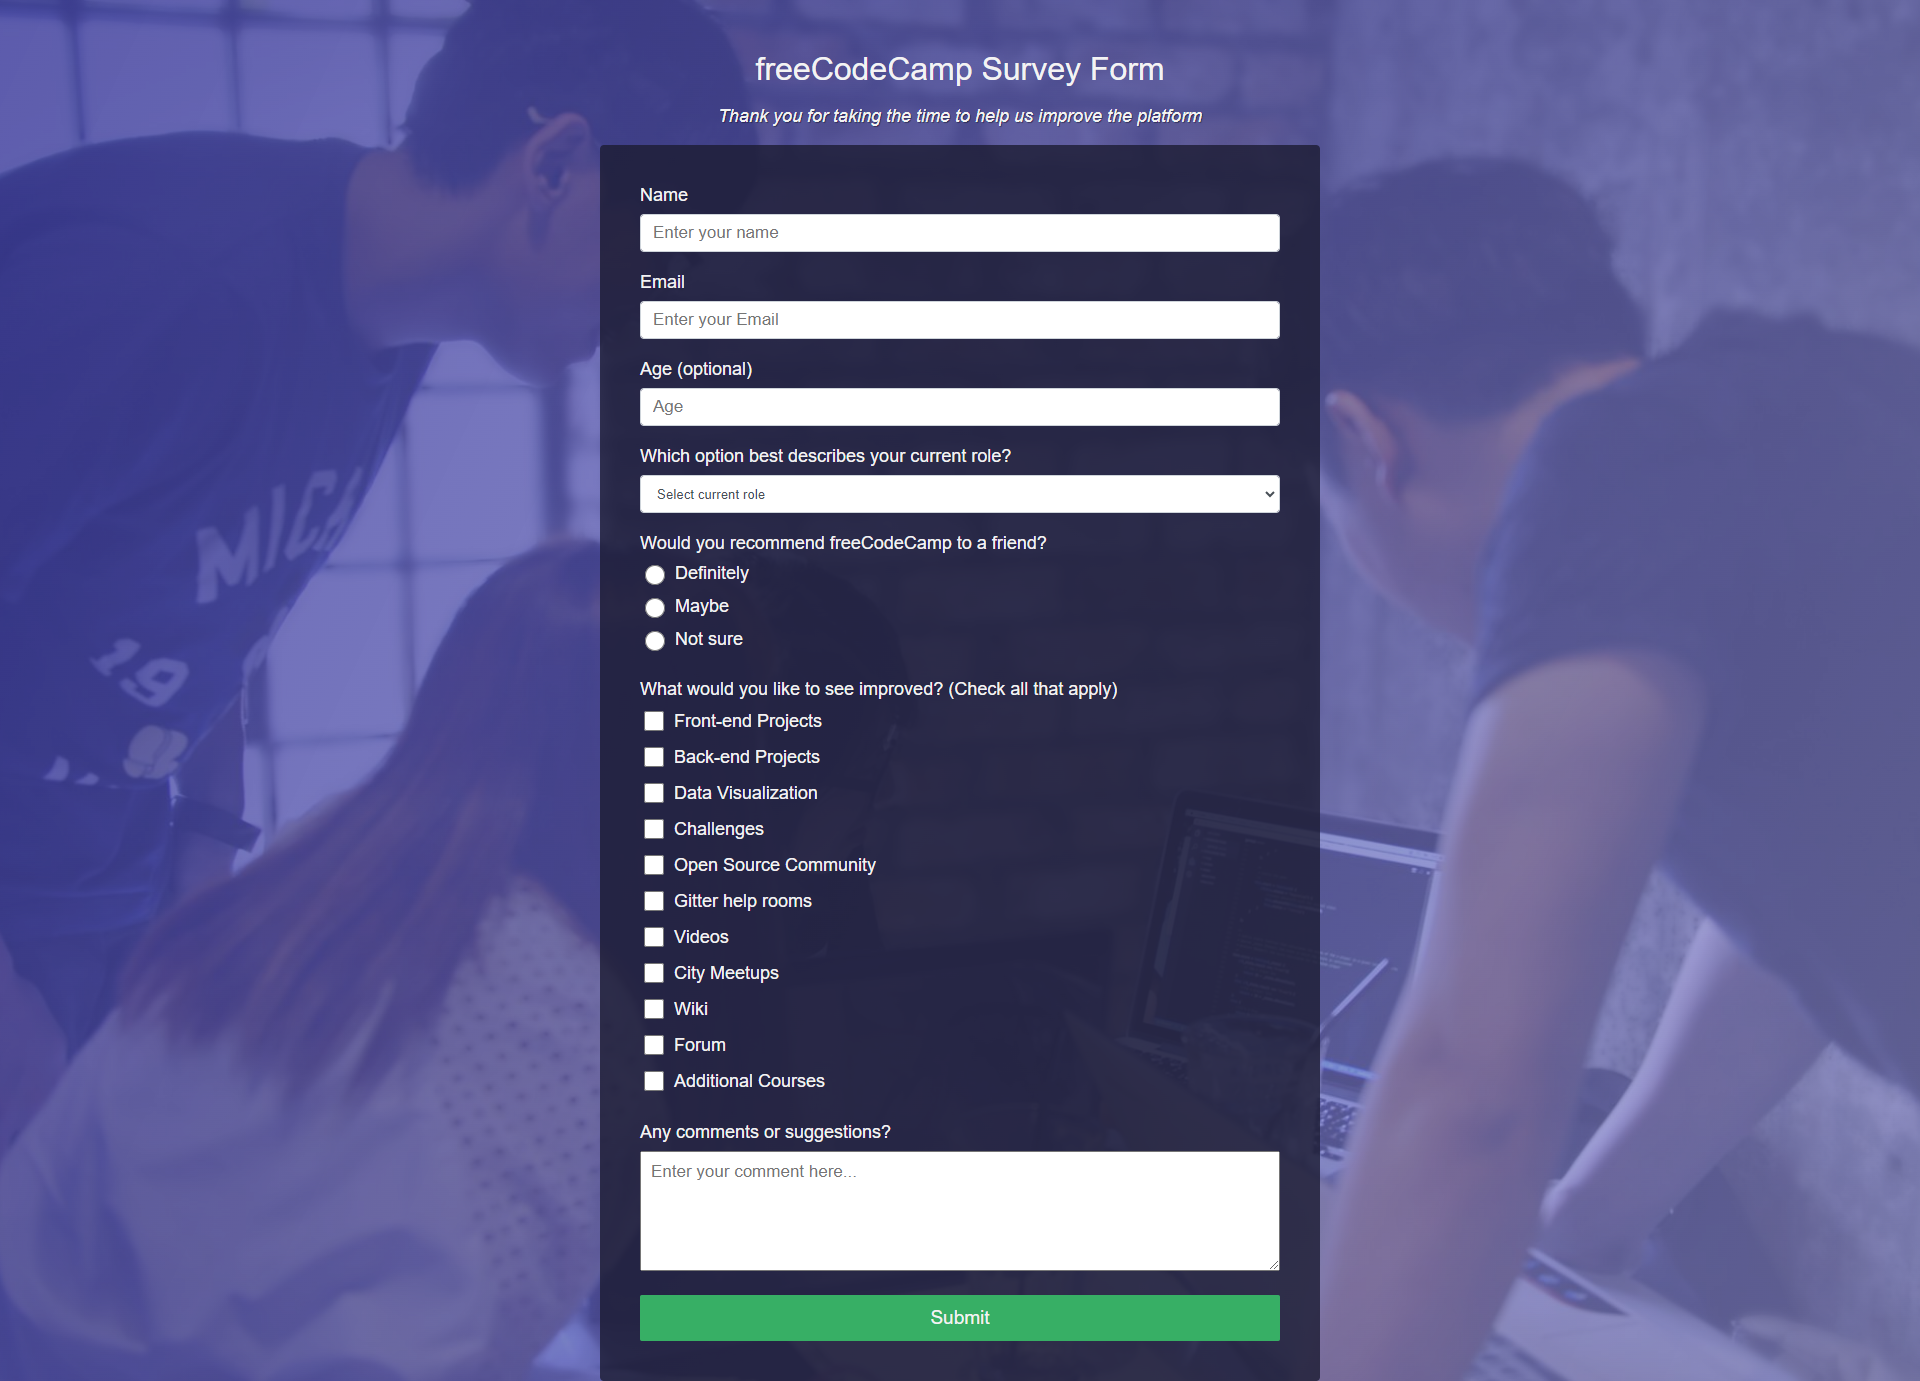 freeCodeCamp Survey Form
Thank you for taking the time to help us improve the platform
Name
Enter your name
Email
Enter your Email
Age (optional)
Age
Which option best describes your current role?
Select current role
Would you recommend freeCodeCamp to a friend?
Definitely
Maybe
Not sure
What would you like to see improved? (Check all that apply)
Front-end Projects
Back-end Projects
Data Visualization
Challenges
Open Source Community
Gitter help rooms
Videos
City Meetups
Wiki
Forum
Additional Courses
Any comments or suggestions?
Enter your comment here...
Submit
MICH
19